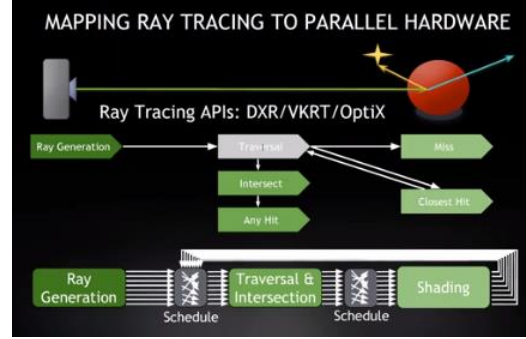 MAPPING RAY TRACING TO PARALLEL HARDWARE
Ray Tracing APIs: DXR/VKRT/OptiX
Ray Generation
Traversal
Miss
Intersect
Closest Hit
Any Hit
Ray
Generation
Traversal &
Intersection
Shading
Schedule
Schedule